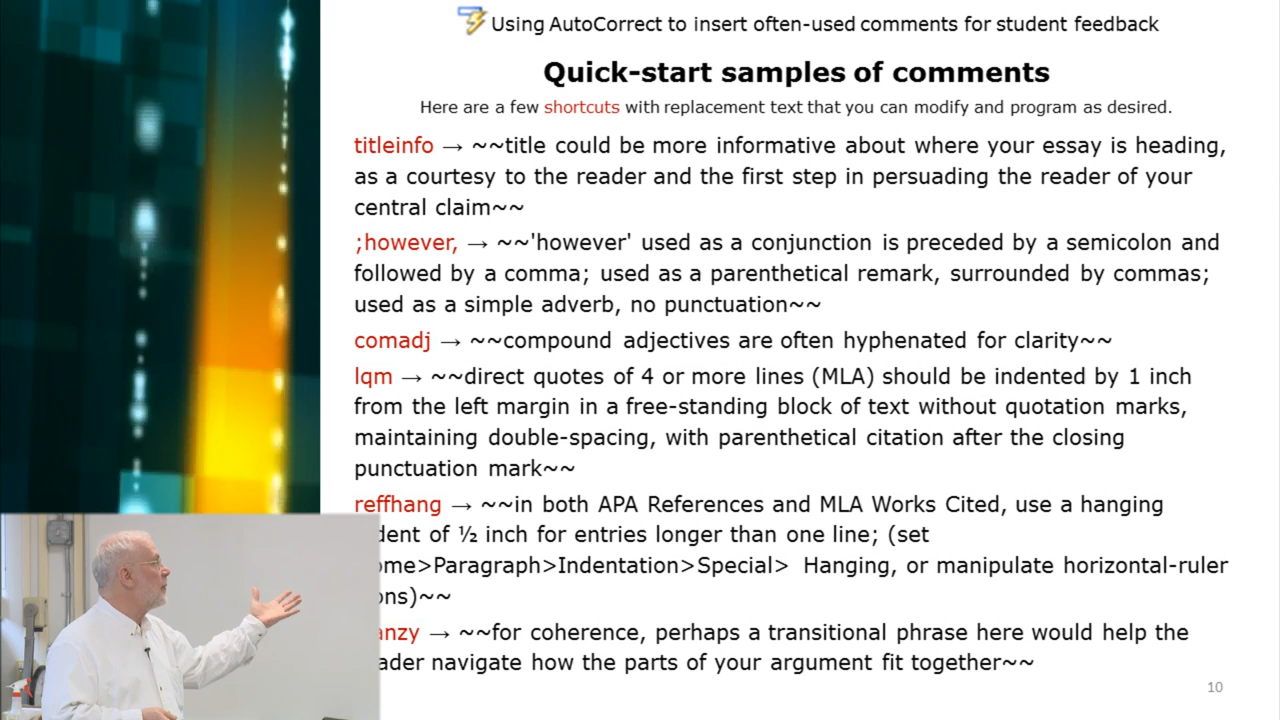 Using AutoCorrect to insert often-used comments for student feedback
Quick-start samples of comments
Here are a few shortcuts with replacement text that you can modify and program as desired.
titleinfo → ~~title could be more informative about where your essay is heading,
as a courtesy to the reader and the first step in persuading the reader of your
central claim~~
;however, → ~~'however' used as a conjunction is preceded by a semicolon and
followed by a comma; used as a parenthetical remark, surrounded by commas;
used as a simple adverb, no punctuation~~
comadj → ~~compound adjectives are often hyphenated for clarity~~
lqm → ~~direct quotes of 4 or more lines (MLA) should be indented by 1 inch
from the left margin in a free-standing block of text without quotation marks,
maintaining double-spacing, with parenthetical citation after the closing
punctuation mark~~
reffhang → ~~in both APA References and MLA Works Cited, use a hanging
dent of ½ inch for entries longer than one line; (set
ome>Paragraph>Indentation>Special> Hanging, or manipulate horizontal-ruler
ons)~~
anzy → ~~for coherence, perhaps a transitional phrase here would help the
ader navigate how the parts of your argument fit together~~
10